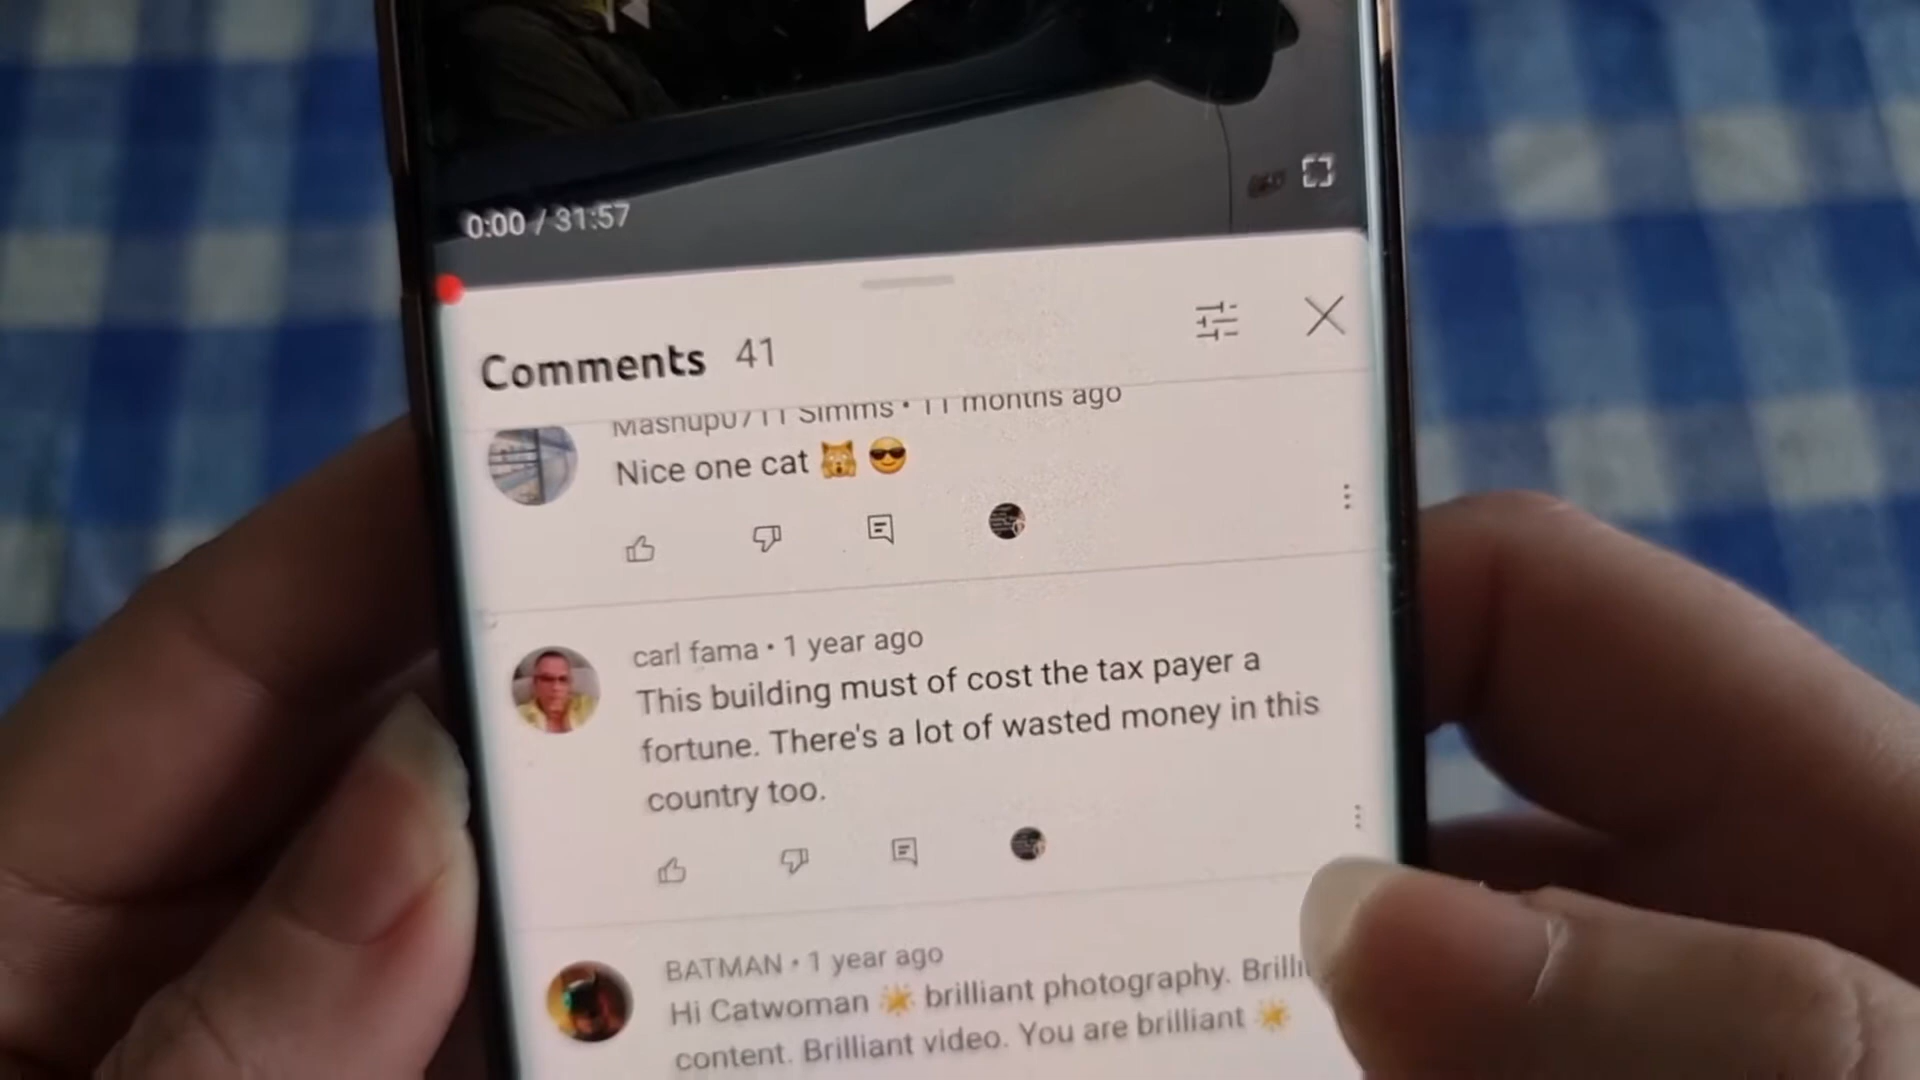 0:00 / 31:57
Comments 41
Mashup0711 Simms • 11 months ago
Nice one cat 🙀 😎
carl fama • 1 year ago
This building must of cost the tax payer a
fortune. There's a lot of wasted money in this
country too.
BATMAN • 1 year ago
Hi Catwoman 🌟 brilliant photography.
content. Brilliant video. You are brilliant 🌟